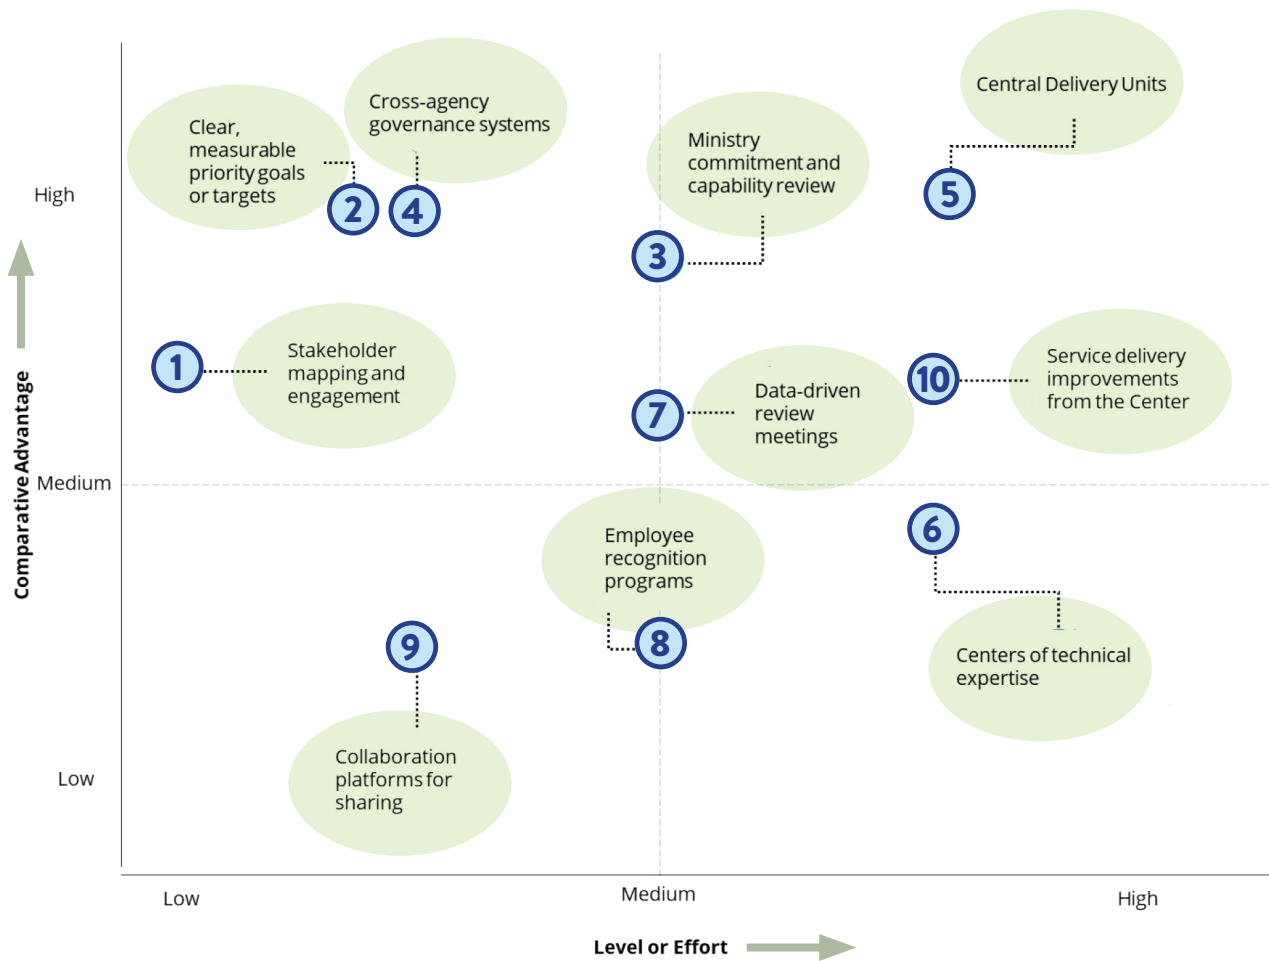 Cross-agency
governance systems
Clear,
measurable
priority goals
or targets
Central Delivery Units
Ministry
commitment and
capability review
High
2
4
5
3
Stakeholder
mapping and
engagement
1
Data-driven
review
meetings
7
10
Service delivery
improvements
from the Center
Comparative Advantage
Medium
Employee
recognition
programs
6
9
8
Centers of technical
expertise
Collaboration
platforms for
sharing
Low
Low
Medium
High
Level or Effort